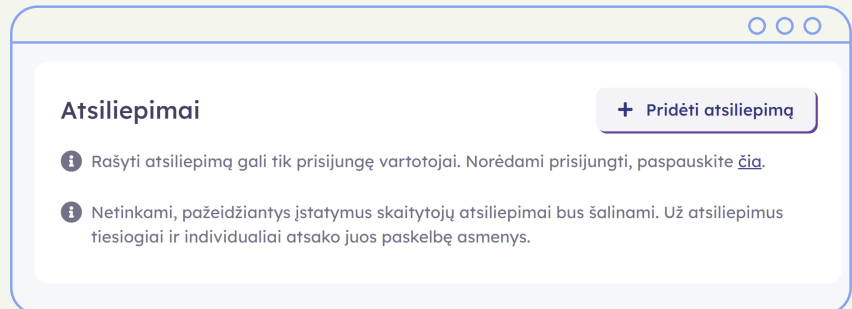 Atsiliepimai
Pridėti atsiliepimą
Rašyti atsiliepimą gali tik prisijungę vartotojai. Norėdami prisijungti, paspauskite čia.
Netinkami, pažeidžiantys įstatymus skaitytojų atsiliepimai bus šalinami. Už atsiliepimus
tiesiogiai ir individualiai atsako juos paskelbę asmenys.